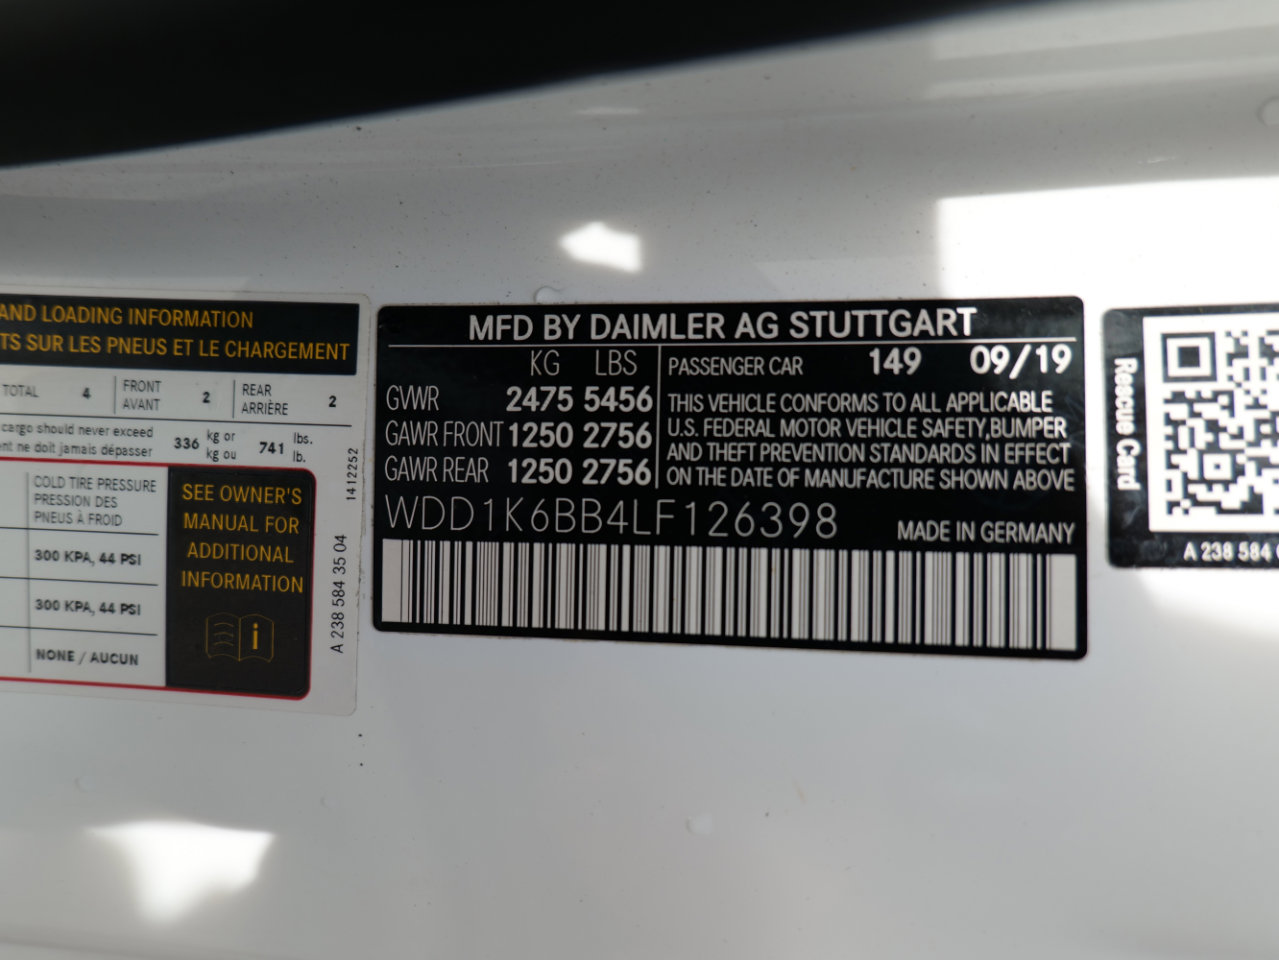 AND LOADING INFORMATION
TS SUR LES PNEUS ET LE CHARGEMENT
TOTAL 4 FRONT AVANT 2 REAR ARRIÈRE 2
cargo should never exceed
ent ne doit jamais dépasser
336 kg or kg ou 741 lbs. lb.
COLD TIRE PRESSURE
PRESSION DES
PNEUS À FROID
300 KPA, 44 PSI
300 KPA, 44 PSI
NONE / AUCUN
SEE OWNER'S
MANUAL FOR
ADDITIONAL
INFORMATION
i
1412252
A 238 584 35 04
MFD BY DAIMLER AG STUTTGART
KG LBS
GWR 2475 5456
GAWR FRONT 1250 2756
GAWR REAR 1250 2756
PASSENGER CAR 149 09/19
THIS VEHICLE CONFORMS TO ALL APPLICABLE
U.S. FEDERAL MOTOR VEHICLE SAFETY,BUMPER
AND THEFT PREVENTION STANDARDS IN EFFECT
ON THE DATE OF MANUFACTURE SHOWN ABOVE
WDD1K6BB4LF126398
MADE IN GERMANY
Rescue Card
A 238 584